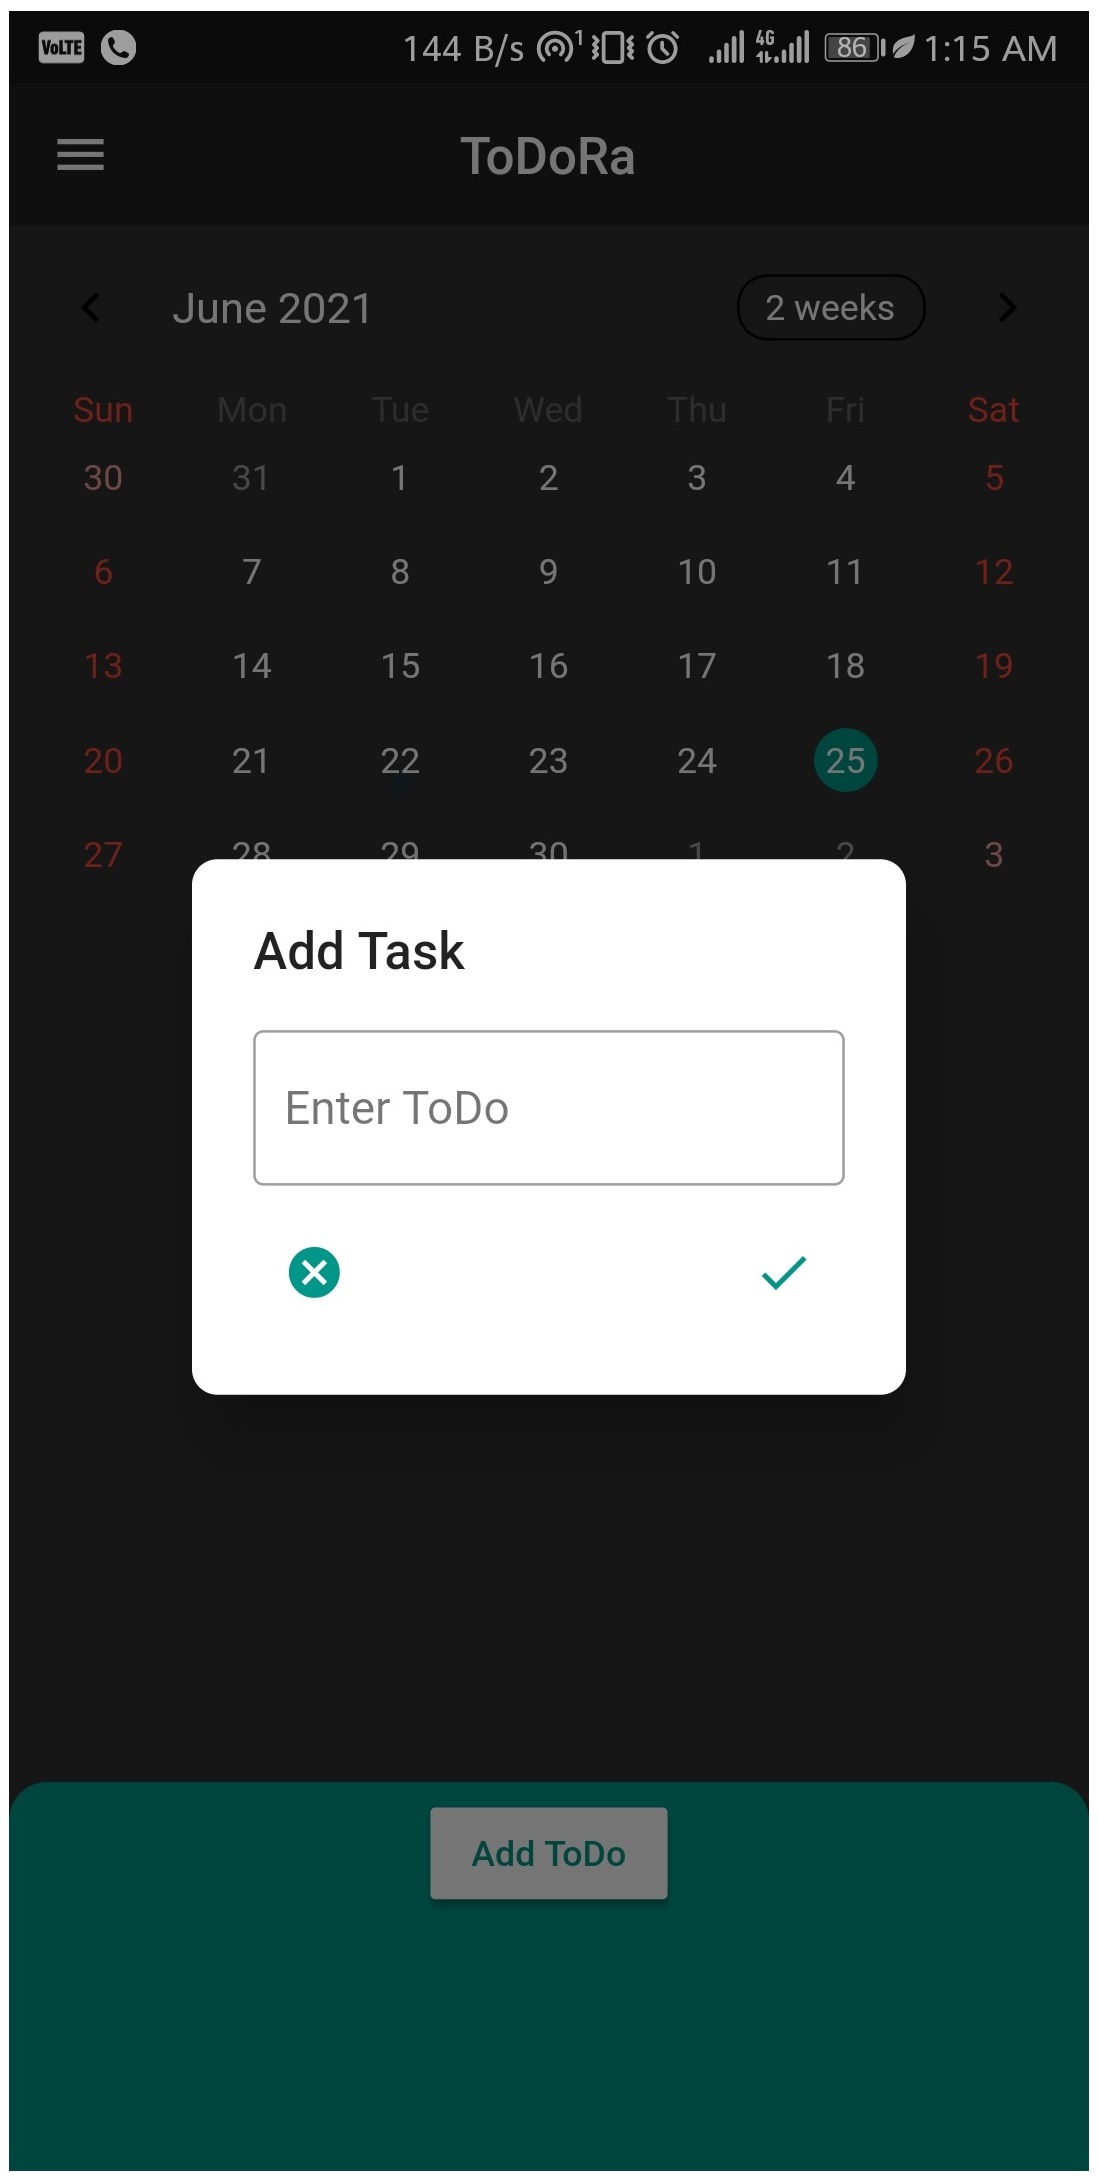 VoLTE 144 B/s 1 4G 86 1:15 AM
ToDoRa
June 2021 2 weeks
Sun Mon Tue Wed Thu Fri Sat
30 31 1 2 3 4 5
6 7 8 9 10 11 12
13 14 15 16 17 18 19
20 21 22 23 24 25 26
27 28 29 30 1 2 3
Add Task
Enter ToDo
Add ToDo